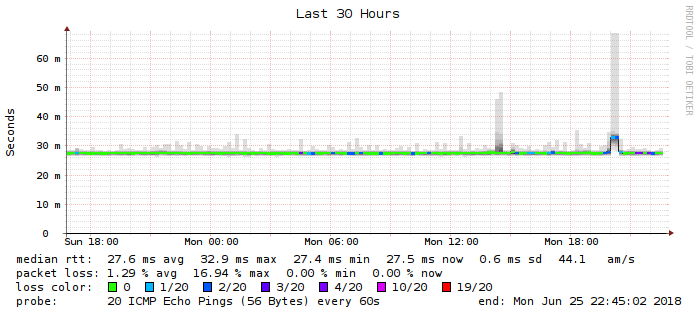 Last 30 Hours
RRDTOOL / TOBI OETIKER
Seconds
60 m
50 m
40 m
30 m
20 m
10 m
0
Sun 18:00 Mon 00:00 Mon 06:00 Mon 12:00 Mon 18:00
median rtt: 27.6 ms avg 32.9 ms max 27.4 ms min 27.5 ms now 0.6 ms sd 44.1 am/s
packet loss: 1.29 % avg 16.94 % max 0.00 % min 0.00 % now
loss color: 0 1/20 2/20 3/20 4/20 10/20 19/20
probe: 20 ICMP Echo Pings (56 Bytes) every 60s end: Mon Jun 25 22:45:02 2018